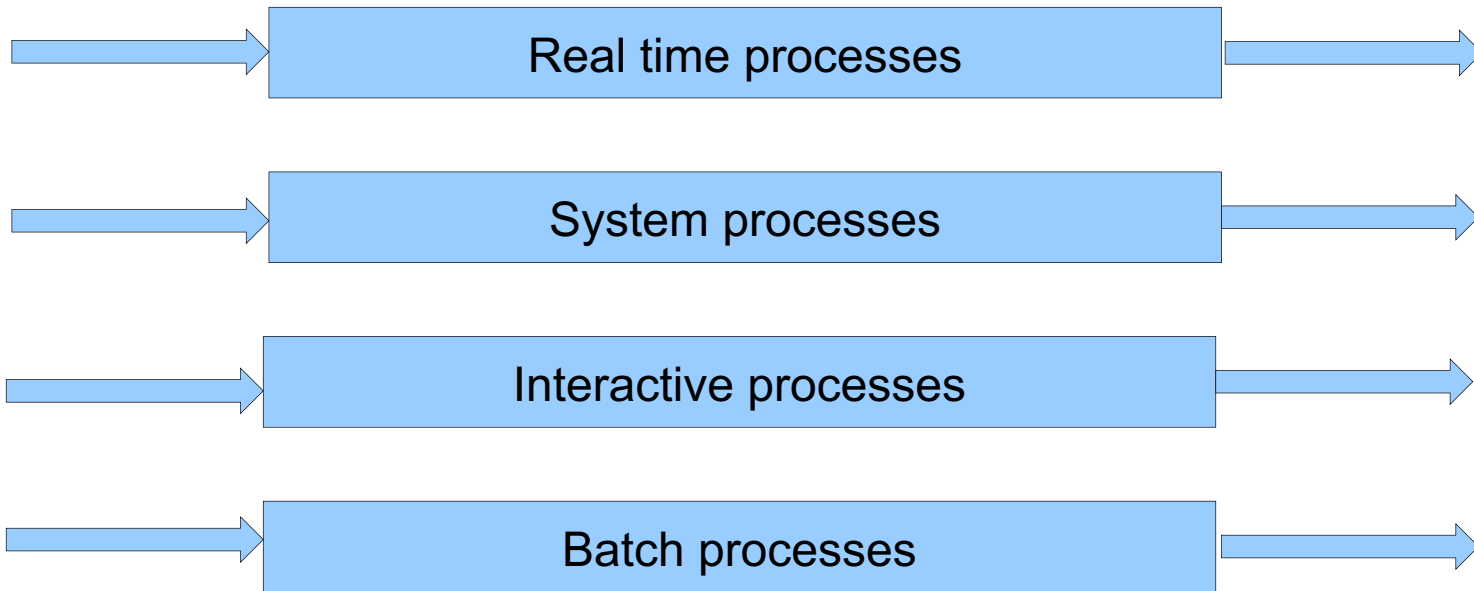 Real time processes
System processes
Interactive processes
Batch processes